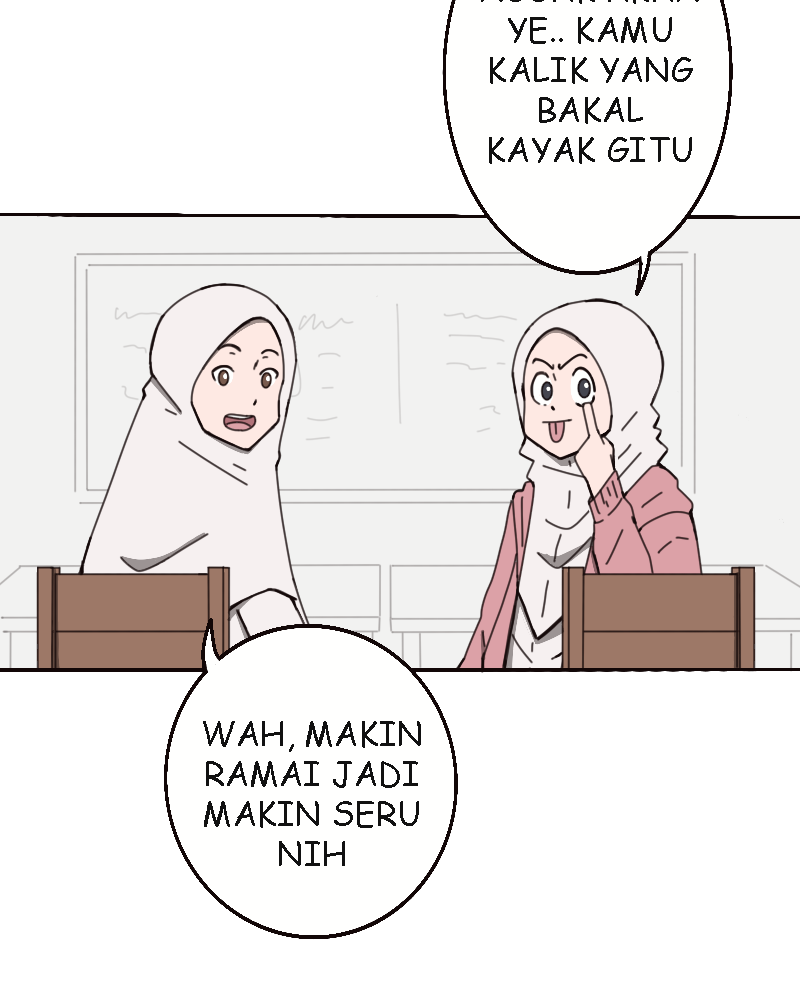 YE.. KAMU
KALIK YANG
BAKAL
KAYAK GITU
WAH, MAKIN
RAMAI JADI
MAKIN SERU
NIH